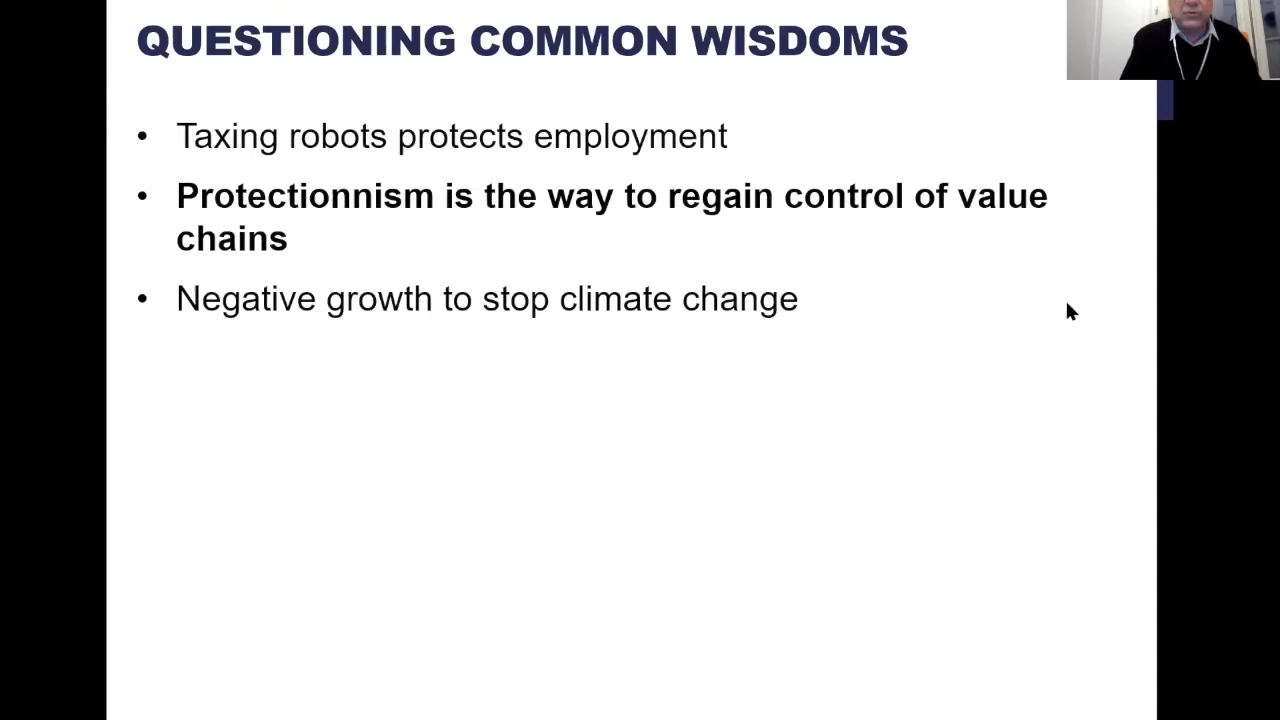 QUESTIONING COMMON WISDOMS
• Taxing robots protects employment
• Protectionnism is the way to regain control of value
chains
• Negative growth to stop climate change